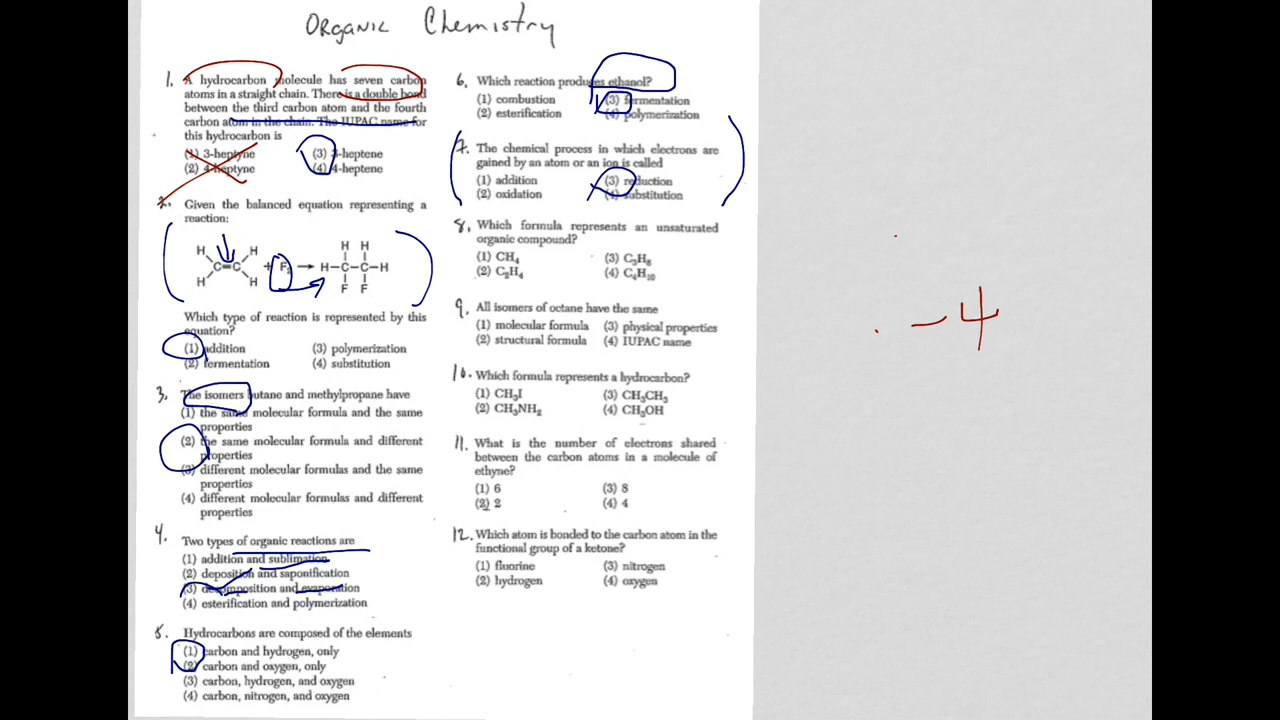 ORGANIC Chemistry
1. A hydrocarbon molecule has seven carbon
atoms in a straight chain. There is a double bond
between the third carbon atom and the fourth
carbon atom in the chain. The IUPAC name for
this hydrocarbon is
(1) 3-heptyne (3) 3-heptene
(2) 4-heptyne (4) 4-heptene
2. Given the balanced equation representing a
reaction:
H H H H
C=C + F₂ → H–C–C–H
H H F F
Which type of reaction is represented by this
equation?
(1) addition (3) polymerization
(2) fermentation (4) substitution
3. The isomers butane and methylpropane have
(1) the same molecular formula and the same
properties
(2) the same molecular formula and different
properties
(3) different molecular formulas and the same
properties
(4) different molecular formulas and different
properties
4. Two types of organic reactions are
(1) addition and sublimation
(2) deposition and saponification
(3) decomposition and evaporation
(4) esterification and polymerization
5. Hydrocarbons are composed of the elements
(1) carbon and hydrogen, only
(2) carbon and oxygen, only
(3) carbon, hydrogen, and oxygen
(4) carbon, nitrogen, and oxygen
6. Which reaction produces ethanol?
(1) combustion (3) fermentation
(2) esterification (4) polymerization
7. The chemical process in which electrons are
gained by an atom or an ion is called
(1) addition (3) reduction
(2) oxidation (4) substitution
8. Which formula represents an unsaturated
organic compound?
(1) CH₄ (3) C₃H₈
(2) C₂H₄ (4) C₄H₁₀
9. All isomers of octane have the same
(1) molecular formula (3) physical properties
(2) structural formula (4) IUPAC name
10. Which formula represents a hydrocarbon?
(1) CH₃I (3) CH₃CH₃
(2) CH₃NH₂ (4) CH₃OH
11. What is the number of electrons shared
between the carbon atoms in a molecule of
ethyne?
(1) 6 (3) 8
(2) 2 (4) 4
12. Which atom is bonded to the carbon atom in the
functional group of a ketone?
(1) fluorine (3) nitrogen
(2) hydrogen (4) oxygen
- 4